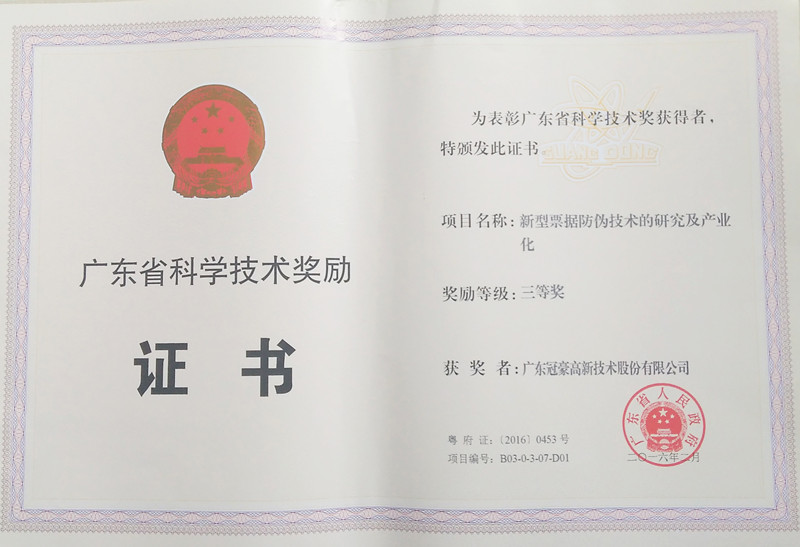 广东省科学技术奖励
证 书
为表彰广东省科学技术奖获得者，
特颁发此证书。
GUANG DONG
项目名称：新型票据防伪技术的研究及产业
化
奖励等级：三等奖
获 奖 者：广东冠豪高新技术股份有限公司
粤 府 证：〔2016〕0453 号
项目编号：B03-0-3-07-D01
广东省人民政府
二〇一六年二月